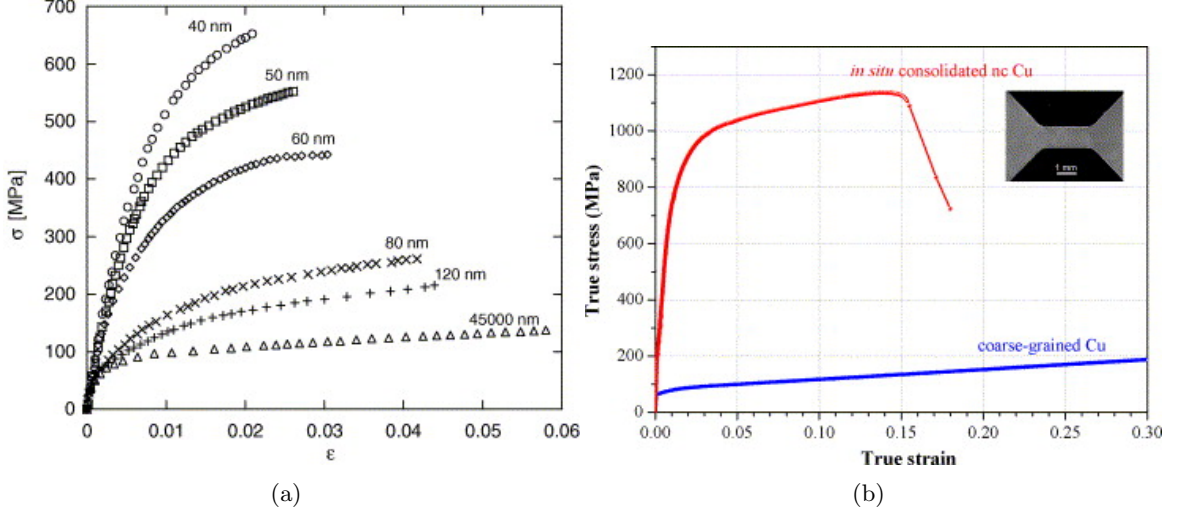 700
600
500
400
300
200
100
0
σ [MPa]
40 nm
50 nm
60 nm
80 nm
120 nm
45000 nm
0 0.01 0.02 0.03 0.04 0.05 0.06
ε
(a)
1200
1000
800
600
400
200
0
True stress (MPa)
in situ consolidated nc Cu
1 mm
coarse-grained Cu
0.00 0.05 0.10 0.15 0.20 0.25 0.30
True strain
(b)